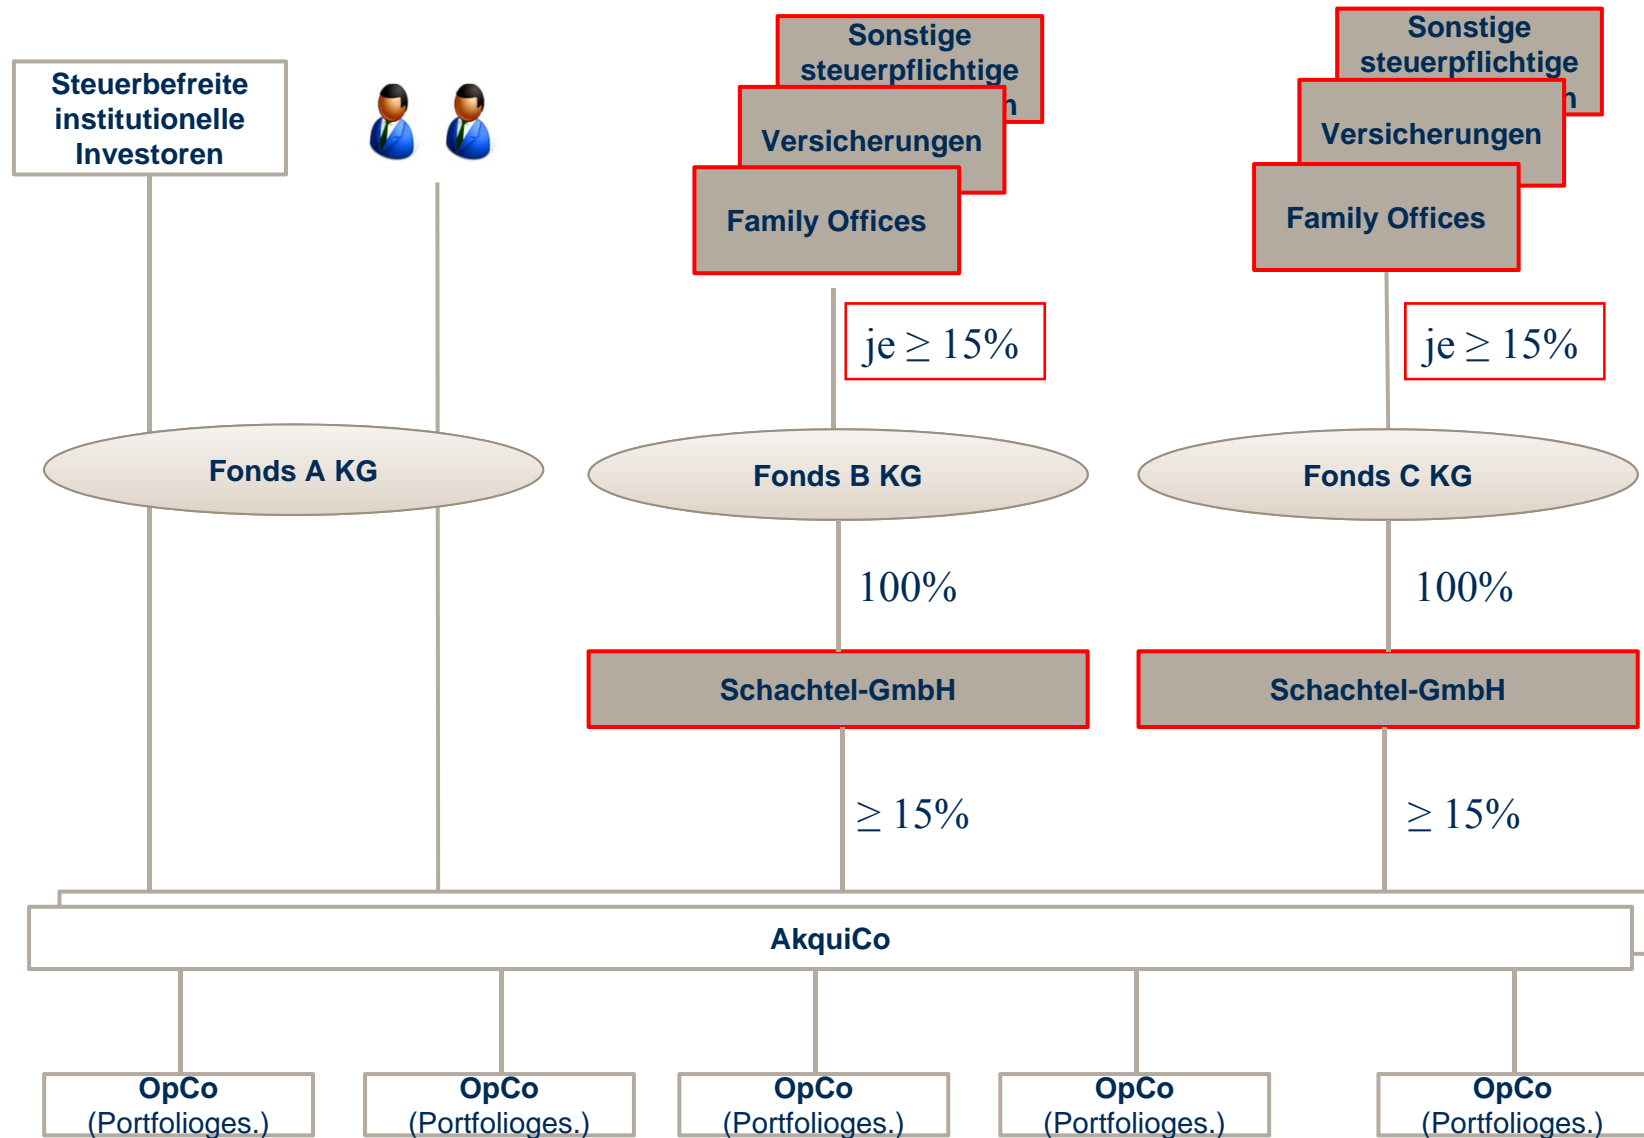 Steuerbefreite
institutionelle
Investoren
Sonstige
steuerpflichtige
n
Versicherungen
Family Offices
je ≥ 15%
Sonstige
steuerpflichtige
n
Versicherungen
Family Offices
je ≥ 15%
Fonds A KG
Fonds B KG
Fonds C KG
100%
100%
Schachtel-GmbH
Schachtel-GmbH
≥ 15%
≥ 15%
AkquiCo
OpCo
(Portfolioges.)
OpCo
(Portfolioges.)
OpCo
(Portfolioges.)
OpCo
(Portfolioges.)
OpCo
(Portfolioges.)